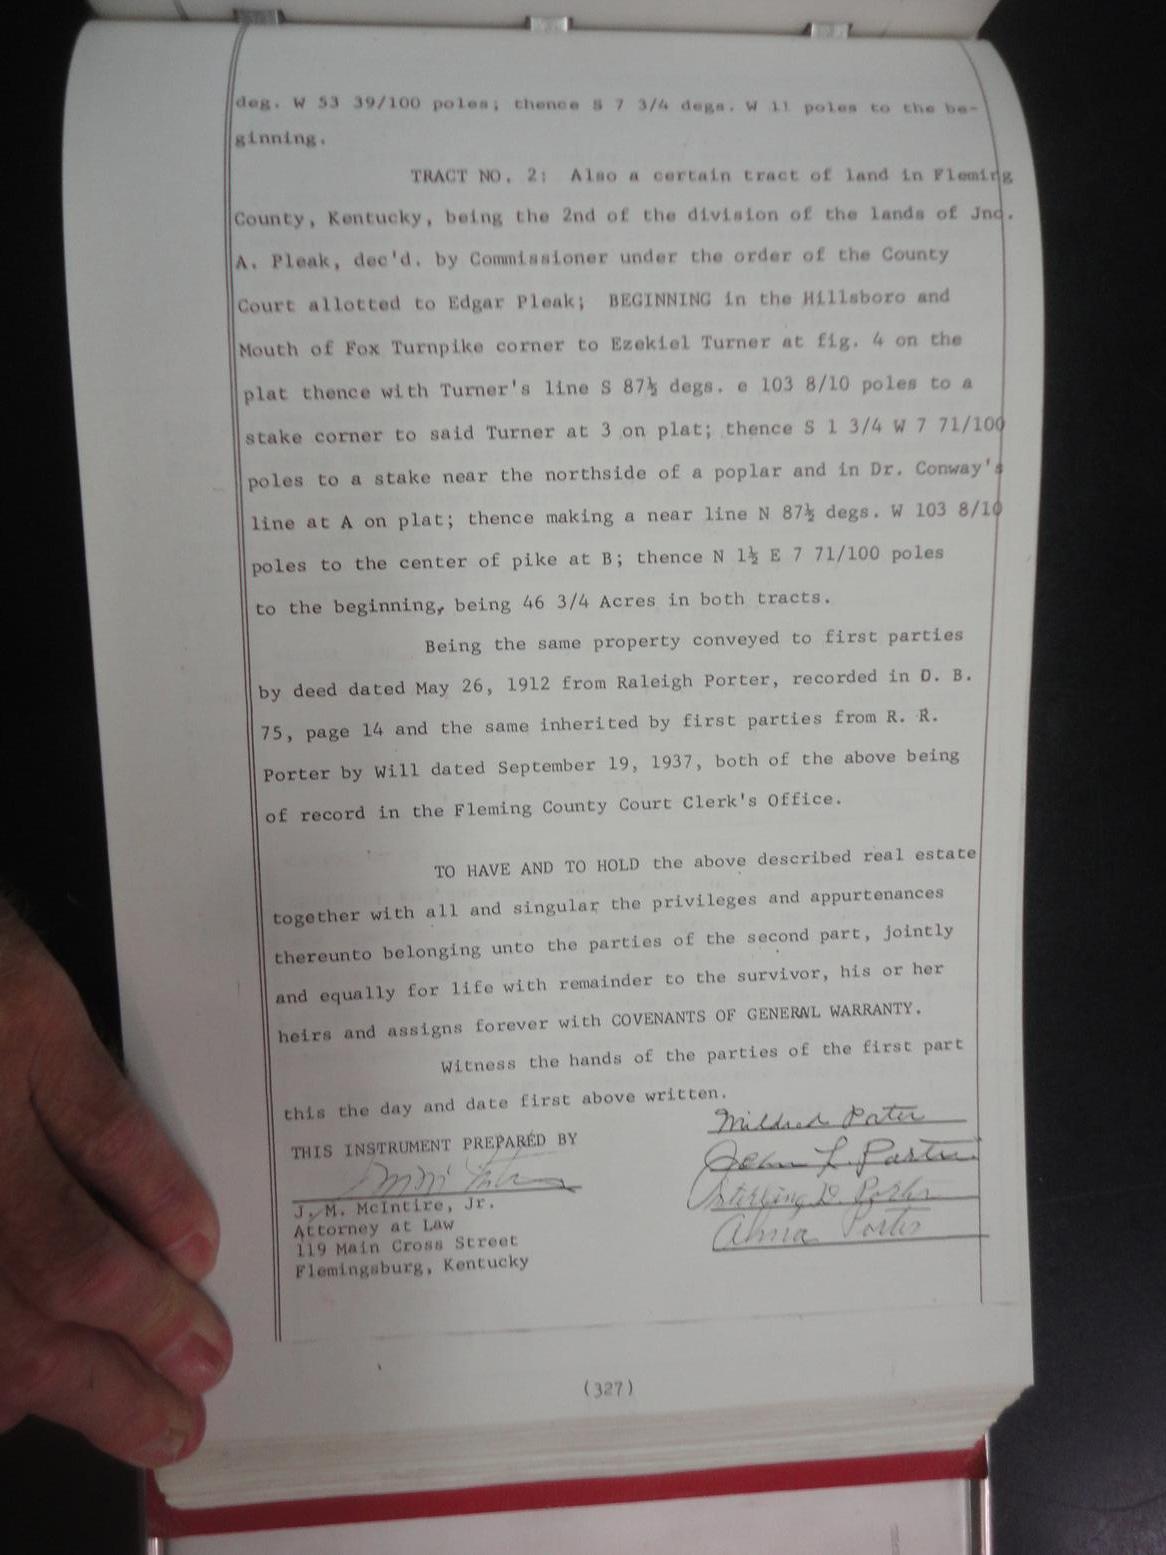 deg. W 53 39/100 poles; thence S 7 3/4 degs. W 11 poles to the be-
ginning.
TRACT NO. 2: Also a certain tract of land in Fleming
County, Kentucky, being the 2nd of the division of the lands of Jno.
A. Pleak, dec'd. by Commissioner under the order of the County
Court allotted to Edgar Pleak; BEGINNING in the Hillsboro and
Mouth of Fox Turnpike corner to Ezekiel Turner at fig. 4 on the
plat thence with Turner's line S 87½ degs. e 103 8/10 poles to a
stake corner to said Turner at 3 on plat; thence S 1 3/4 W 7 71/100
poles to a stake near the northside of a poplar and in Dr. Conway's
line at A on plat; thence making a near line N 87½ degs. W 103 8/10
poles to the center of pike at B; thence N 1½ E 7 71/100 poles
to the beginning, being 46 3/4 Acres in both tracts.
Being the same property conveyed to first parties
by deed dated May 26, 1912 from Raleigh Porter, recorded in D. B.
75, page 14 and the same inherited by first parties from R. R.
Porter by Will dated September 19, 1937, both of the above being
of record in the Fleming County Court Clerk's Office.
TO HAVE AND TO HOLD the above described real estate
together with all and singular the privileges and appurtenances
thereunto belonging unto the parties of the second part, jointly
and equally for life with remainder to the survivor, his or her
heirs and assigns forever with COVENANTS OF GENERAL WARRANTY.
Witness the hands of the parties of the first part
this the day and date first above written.
Mildred Porter
THIS INSTRUMENT PREPARED BY
John L. Porter
Sterling D. Porter
J. M. McIntire, Jr.
Alma Porter
Attorney at Law
119 Main Cross Street
Flemingsburg, Kentucky
(327)